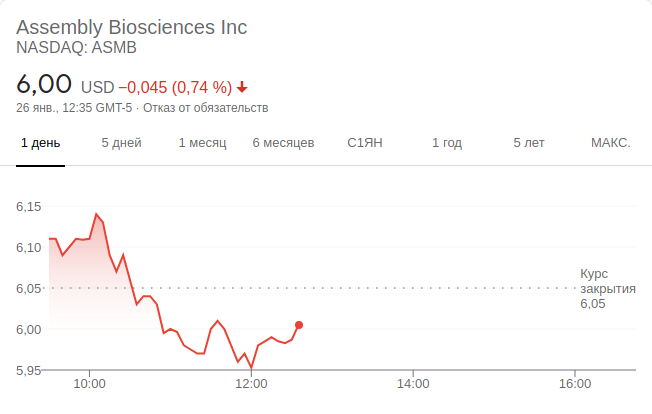 Assembly Biosciences Inc
NASDAQ: ASMB
6,00 USD −0,045 (0,74 %)
26 янв., 12:35 GMT-5 · Отказ от обязательств
1 день 5 дней 1 месяц 6 месяцев С1ЯН 1 год 5 лет МАКС.
6,15
6,10
6,05
6,00
5,95
Курс
закрытия
6,05
10:00 12:00 14:00 16:00